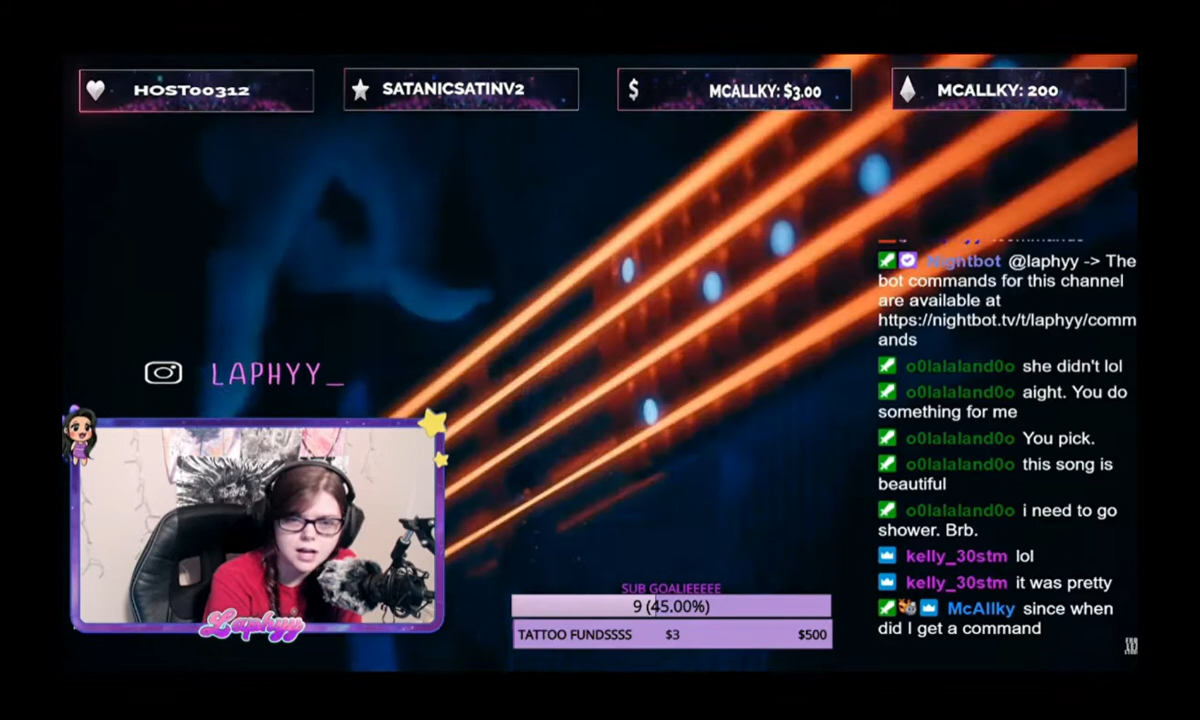 HOST00312
SATANICSATINV2
$
MCALLKY: $3.00
MCALLKY: 200
Nightbot @laphyy -> The
bot commands for this channel
are available at
https://nightbot.tv/t/laphyy/comm
ands
o0lalaland0o she didn't lol
o0lalaland0o aight. You do
something for me
o0lalaland0o You pick.
o0lalaland0o this song is
beautiful
o0lalaland0o i need to go
shower. Brb.
kelly_30stm lol
kelly_30stm it was pretty
McAllky since when
did I get a command
LAPHYY_
Laphyy
SUB GOALIEEEEE
9 (45.00%)
TATTOO FUNDSSSS $3 $500